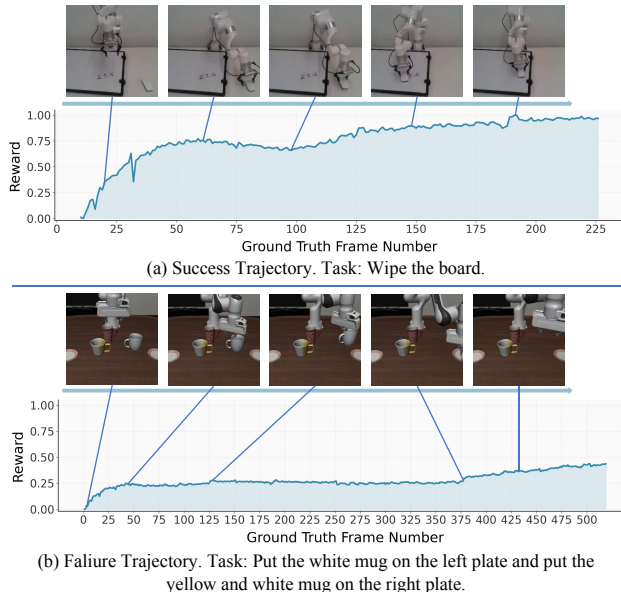 1.00
0.75
0.50
0.25
0.00
Reward
0 25 50 75 100 125 150 175 200 225
Ground Truth Frame Number
(a) Success Trajectory. Task: Wipe the board.
1.00
0.75
0.50
0.25
0.00
Reward
0 25 50 75 100 125 150 175 200 225 250 275 300 325 350 375 400 425 450 475 500
Ground Truth Frame Number
(b) Faliure Trajectory. Task: Put the white mug on the left plate and put the
yellow and white mug on the right plate.